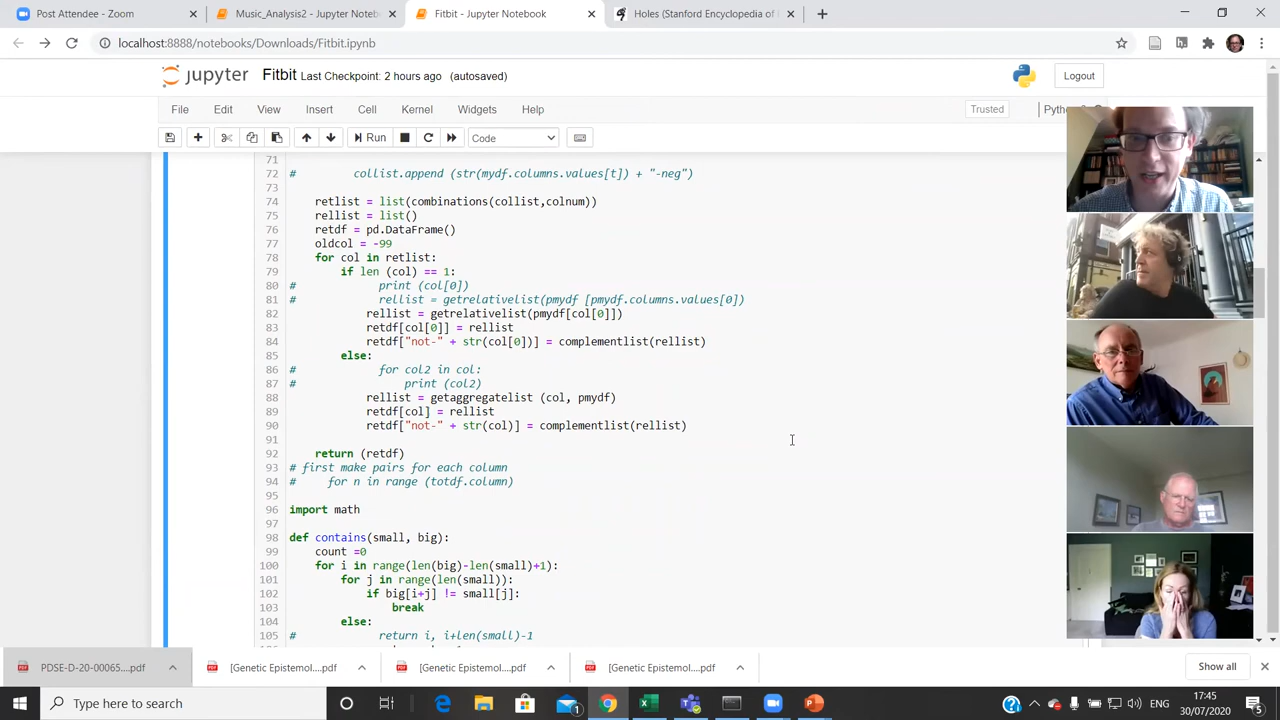 Post Attendee - Zoom
Music_Analysis2 - Jupyter Noteb
Fitbit - Jupyter Notebook
Holes (Stanford Encyclopedia of
localhost:8888/notebooks/Downloads/Fitbit.ipynb
jupyter Fitbit Last Checkpoint: 2 hours ago (autosaved)
Logout
File Edit View Insert Cell Kernel Widgets Help
Trusted
Run
Code
71
72 # collist.append (str(mydf.columns.values[t]) + "-neg")
73
74 retlist = list(combinations(collist,colnum))
75 rellist = list()
76 retdf = pd.DataFrame()
77 oldcol = -99
78 for col in retlist:
79 if len (col) == 1:
80 # print (col[0])
81 # rellist = getrelativelist(pmydf [pmydf.columns.values[0])
82 rellist = getrelativelist(pmydf[col[0]])
83 retdf[col[0]] = rellist
84 retdf["not-" + str(col[0])] = complementlist(rellist)
85 else:
86 # for col2 in col:
87 # print (col2)
88 rellist = getaggregatelist (col, pmydf)
89 retdf[col] = rellist
90 retdf["not-" + str(col)] = complementlist(rellist)
91
92 return (retdf)
93 # first make pairs for each column
94 # for n in range (totdf.column)
95
96 import math
97
98 def contains(small, big):
99 count =0
100 for i in range(len(big)-len(small)+1):
101 for j in range(len(small)):
102 if big[i+j] != small[j]:
103 break
104 else:
105 # return i, i+len(small)-1
PDSE-D-20-00065....pdf
[Genetic Epistemol....pdf
[Genetic Epistemol....pdf
[Genetic Epistemol....pdf
Show all
Type here to search
ENG
17:45
30/07/2020